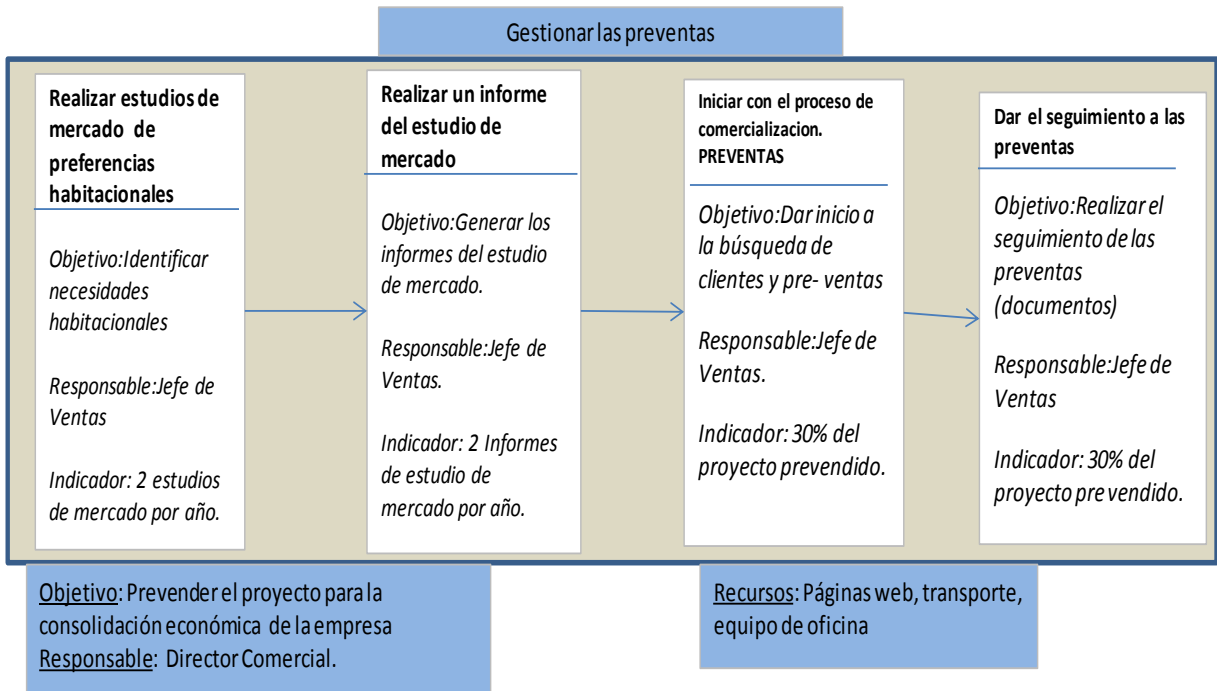 Gestionar las preventas
Realizar estudios de
mercado de
preferencias
habitacionales
Objetivo:Identificar
necesidades
habitacionales
Responsable:Jefe de
Ventas
Indicador: 2 estudios
de mercado por año.
Realizar un informe
del estudio de
mercado
Objetivo:Generar los
informes del estudio
de mercado.
Responsable:Jefe de
Ventas.
Indicador: 2 Informes
de estudio de
mercado por año.
Iniciar con el proceso de
comercializacion.
PREVENTAS
Objetivo:Dar inicio a
la búsqueda de
clientes y pre- ventas
Responsable:Jefe de
Ventas.
Indicador: 30% del
proyecto prevendido.
Dar el seguimiento a las
preventas
Objetivo:Realizar el
seguimiento de las
preventas
(documentos)
Responsable:Jefe de
Ventas
Indicador: 30% del
proyecto pre vendido.
Objetivo: Prevender el proyecto para la
consolidación económica de la empresa
Responsable: Director Comercial.
Recursos: Páginas web, transporte,
equipo de oficina